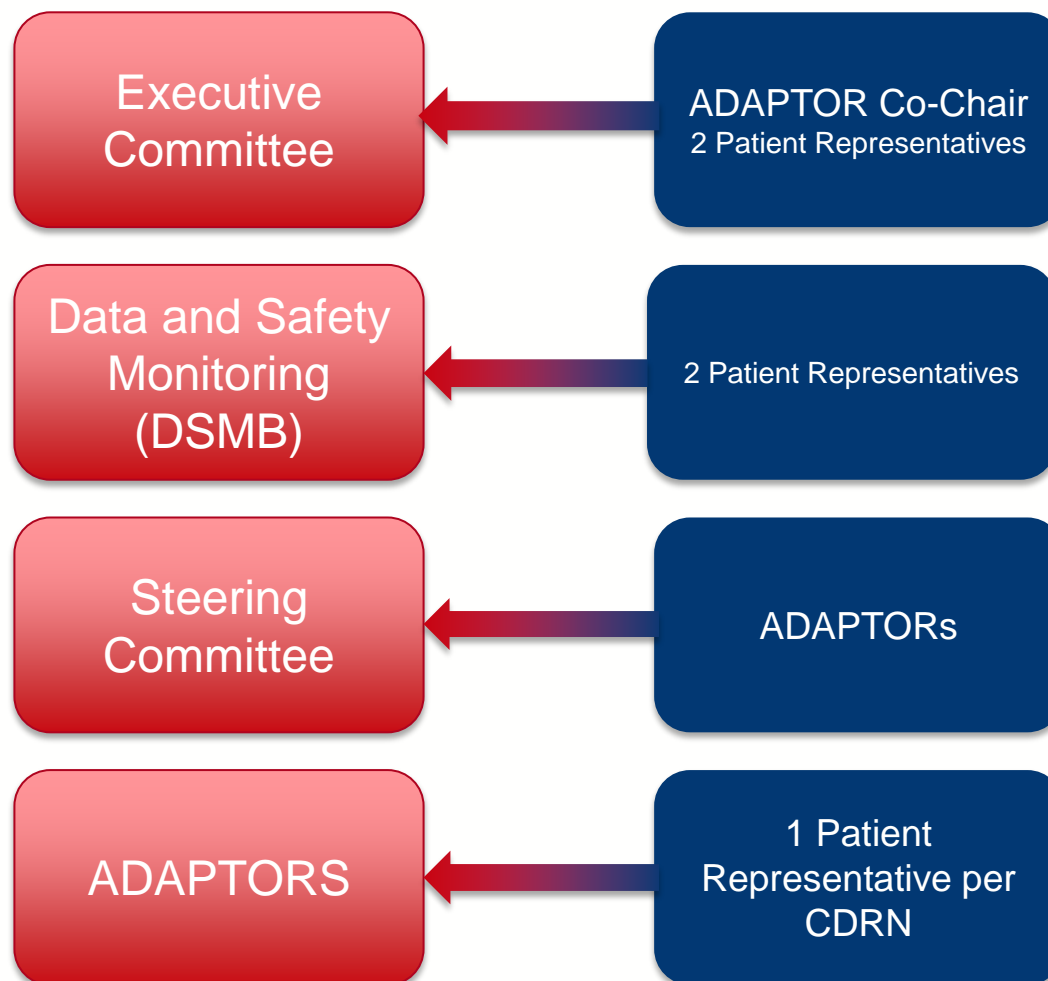 Executive
Committee
ADAPTOR Co-Chair
2 Patient Representatives
Data and Safety
Monitoring
(DSMB)
2 Patient Representatives
Steering
Committee
ADAPTORs
ADAPTORS
1 Patient
Representative per
CDRN